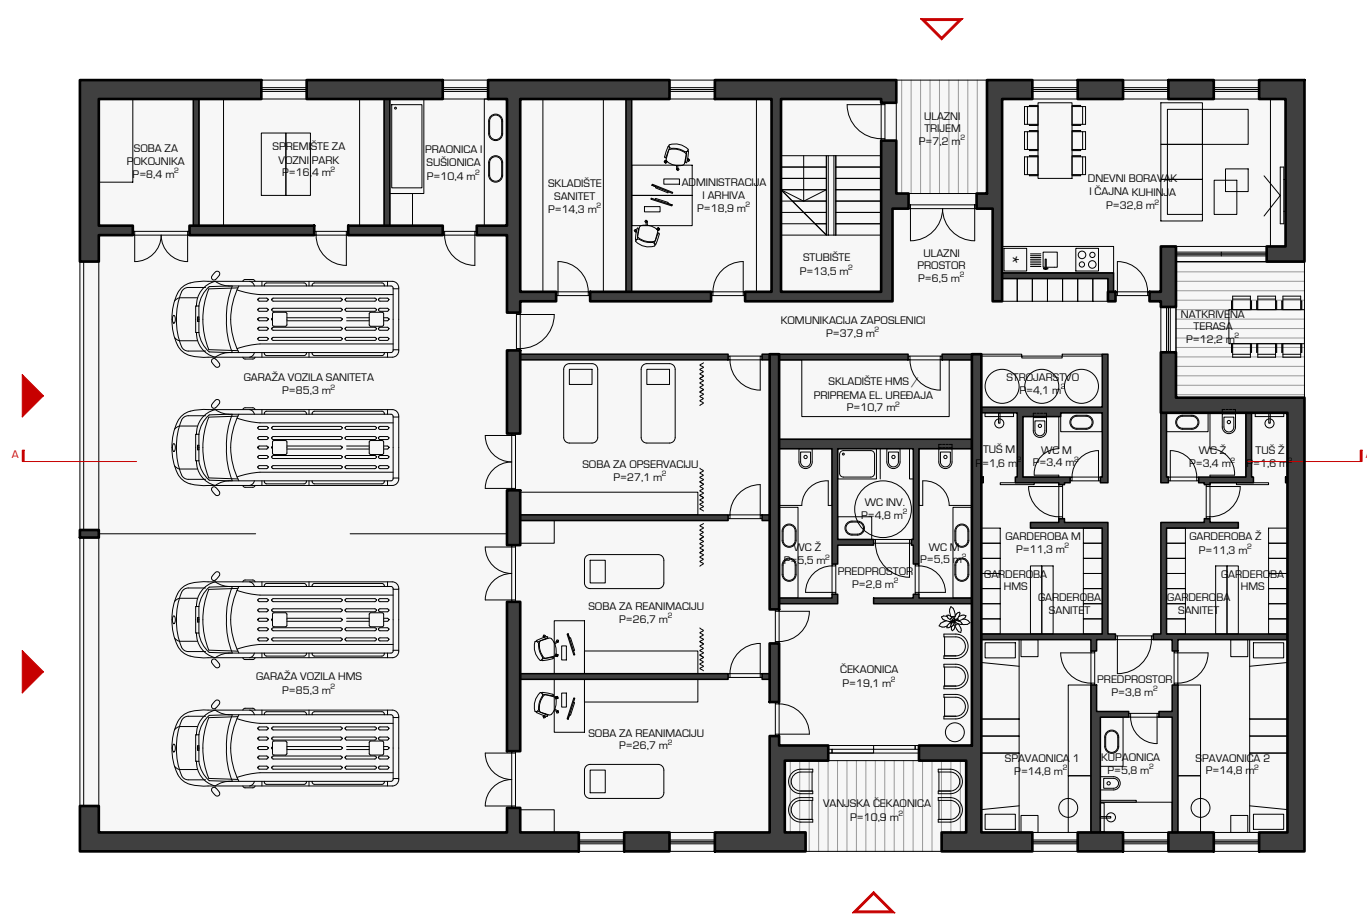 ULAZNI
TRIJEM
P=7,2 m²
SOBA ZA
POKOJNIKA
P=8,4 m²
SPREMIŠTE ZA
VOZNI PARK
P=16,4 m²
PRAONICA I
SUŠIONICA
P=10,4 m²
SKLADIŠTE
SANITET
P=14,3 m²
ADMINISTRACIJA
I ARHIVA
P=18,9 m²
DNEVNI BORAVAK
I ČAJNA KUHINJA
P=32,8 m²
STUBIŠTE
P=13,5 m²
ULAZNI
PROSTOR
P=6,5 m²
KOMUNIKACIJA ZAPOSLENICI
P=37,9 m²
NATKRIVENA
TERASA
P=12,2 m²
GARAŽA VOZILA SANITETA
P=85,3 m²
SKLADIŠTE HMS /
PRIPREMA EL. UREĐAJA
P=10,7 m²
STROJARSTVO
P=4,1 m²
A
SOBA ZA OPSERVACIJU
P=27,1 m²
TUŠ M
P=1,6 m²
WC M
P=3,4 m²
WC Ž
P=3,4 m²
TUŠ Ž
P=1,6 m²
WC INV.
P=4,8 m²
WC Ž
P=5,5 m²
WC M
P=5,5 m²
PREDPROSTOR
P=2,8 m²
GARDEROBA M
P=11,3 m²
GARDEROBA
HMS
GARDEROBA
SANITET
GARDEROBA Ž
P=11,3 m²
GARDEROBA
HMS
GARDEROBA
SANITET
SOBA ZA REANIMACIJU
P=26,7 m²
GARAŽA VOZILA HMS
P=85,3 m²
ČEKAONICA
P=19,1 m²
PREDPROSTOR
P=3,8 m²
SOBA ZA REANIMACIJU
P=26,7 m²
SPAVAONICA 1
P=14,8 m²
KUPAONICA
P=5,8 m²
SPAVAONICA 2
P=14,8 m²
VANJSKA ČEKAONICA
P=10,9 m²